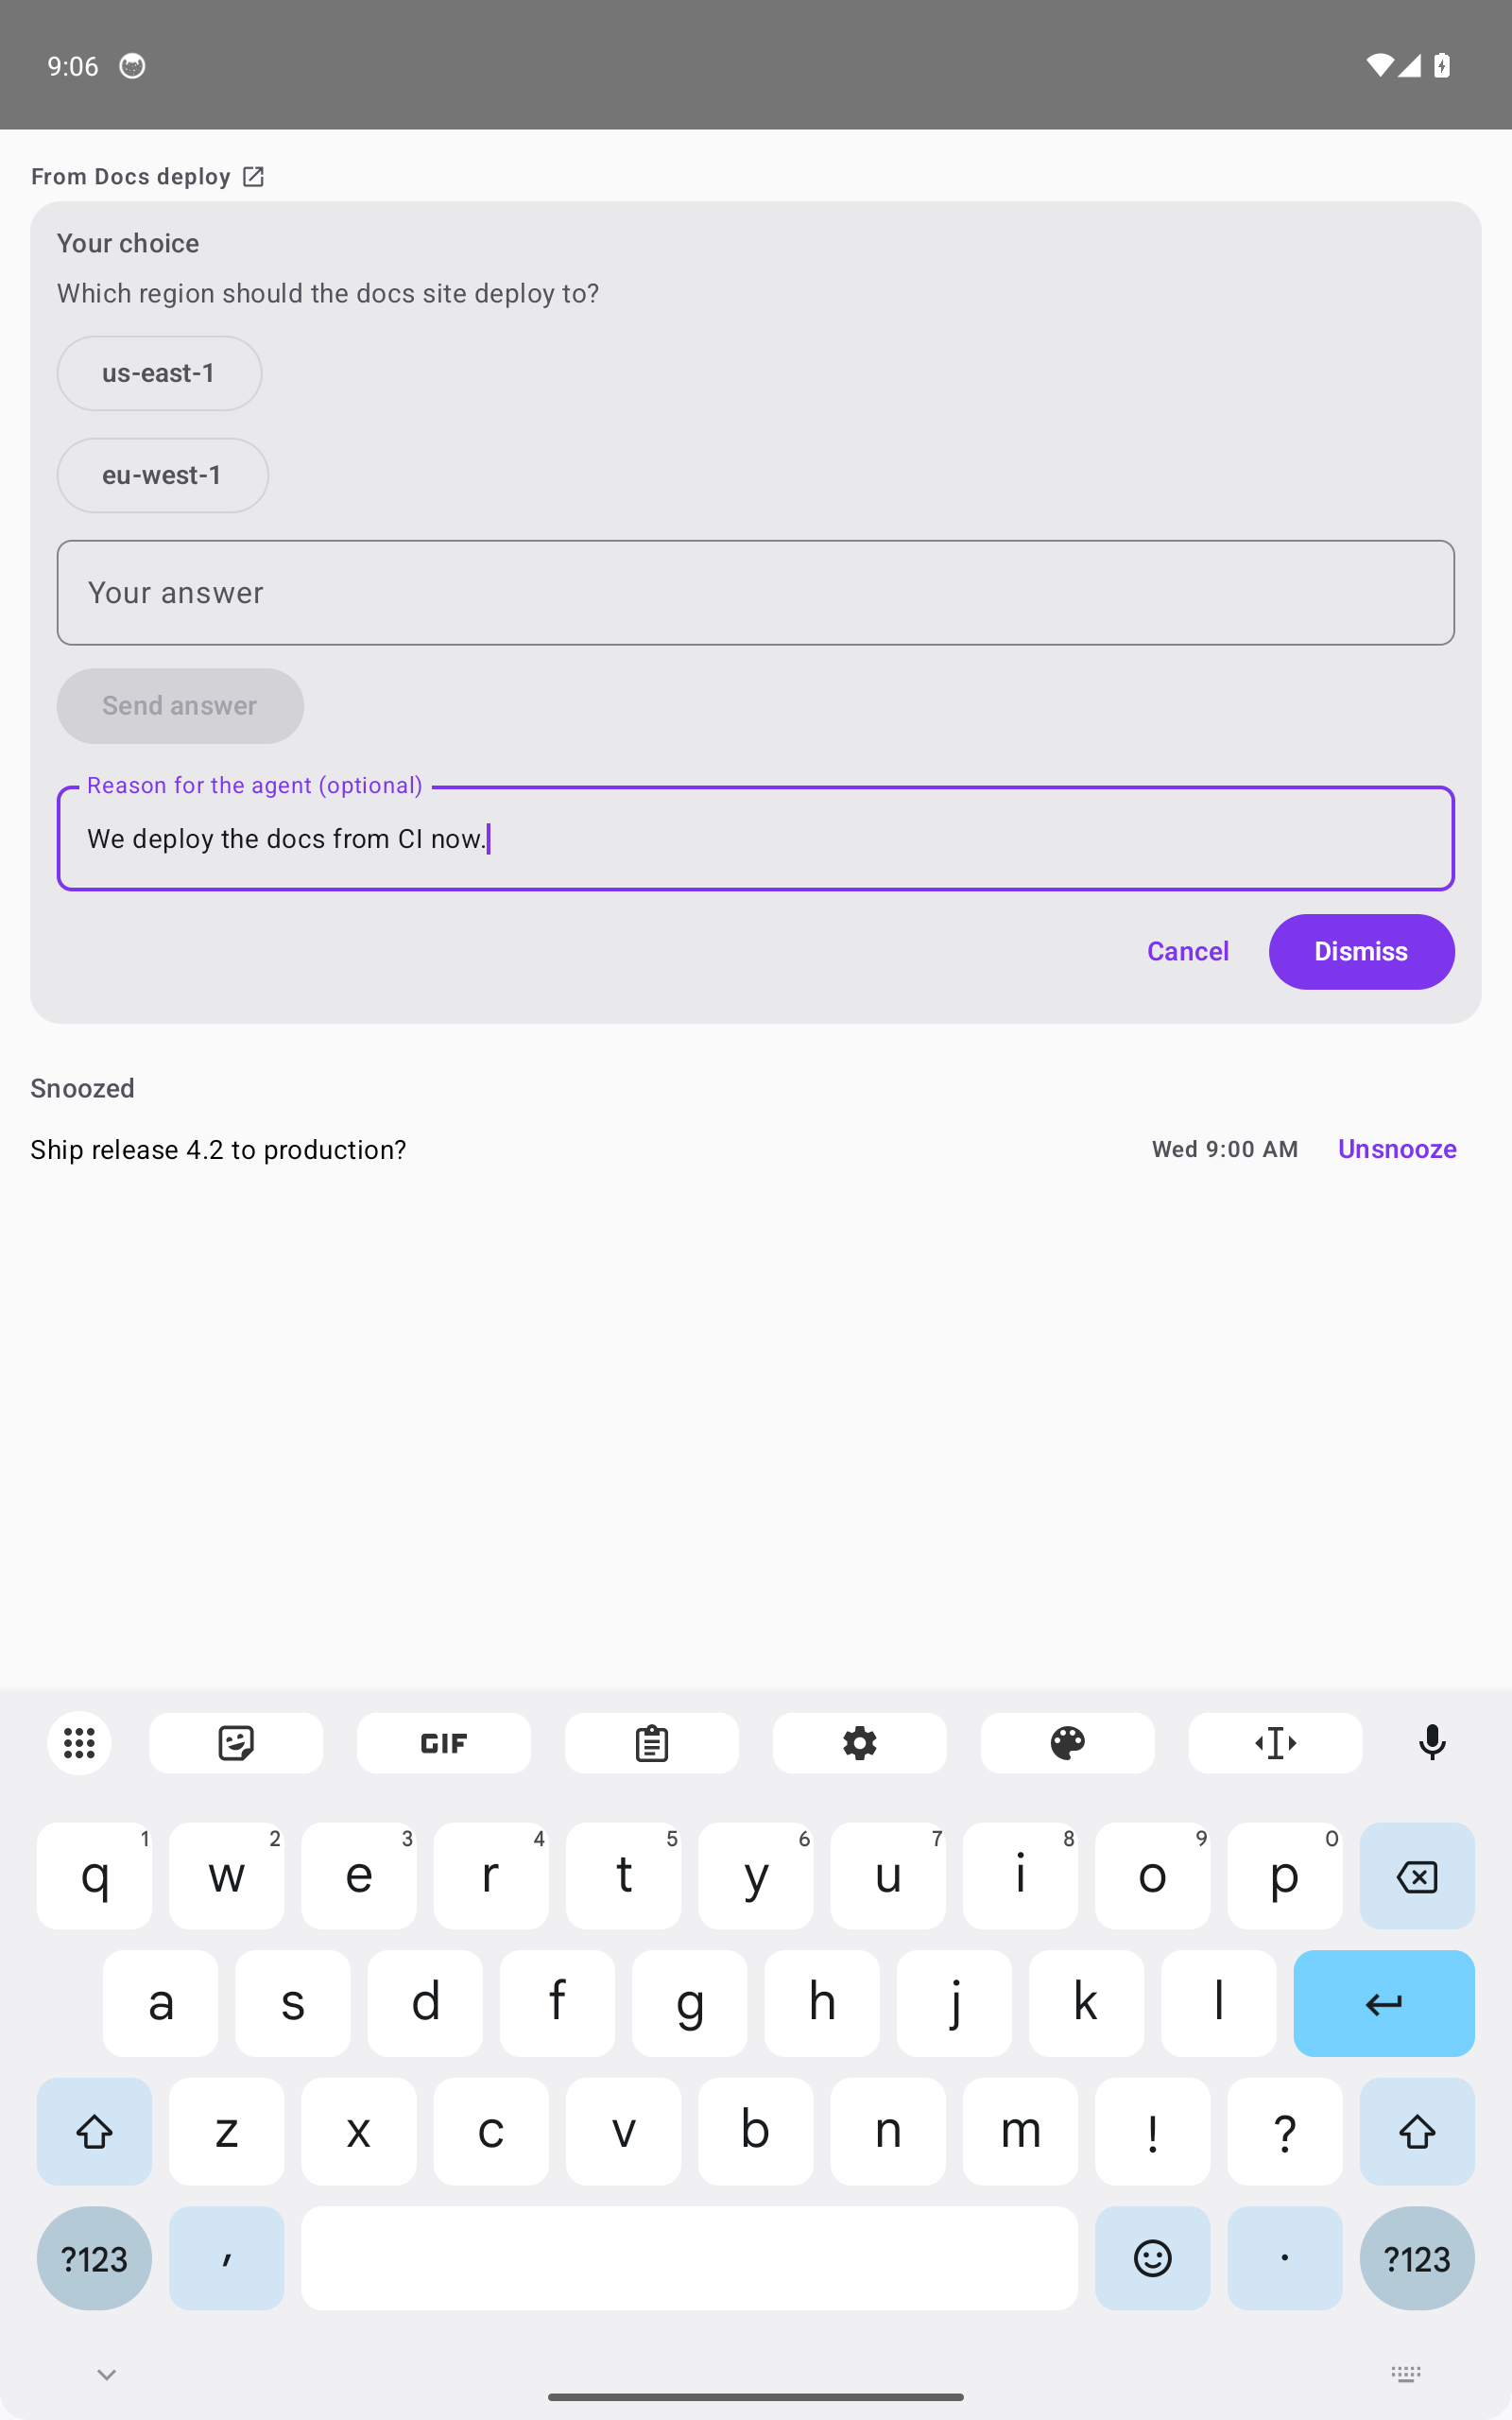 9:06
From Docs deploy
Your choice
Which region should the docs site deploy to?
us-east-1
eu-west-1
Your answer
Send answer
Reason for the agent (optional)
We deploy the docs from CI now.
Cancel Dismiss
Snoozed
Ship release 4.2 to production? Wed 9:00 AM Unsnooze
GIF
1 2 3 4 5 6 7 8 9 0
q w e r t y u i o p
a s d f g h j k l
z x c v b n m ! ?
?123 , . ?123